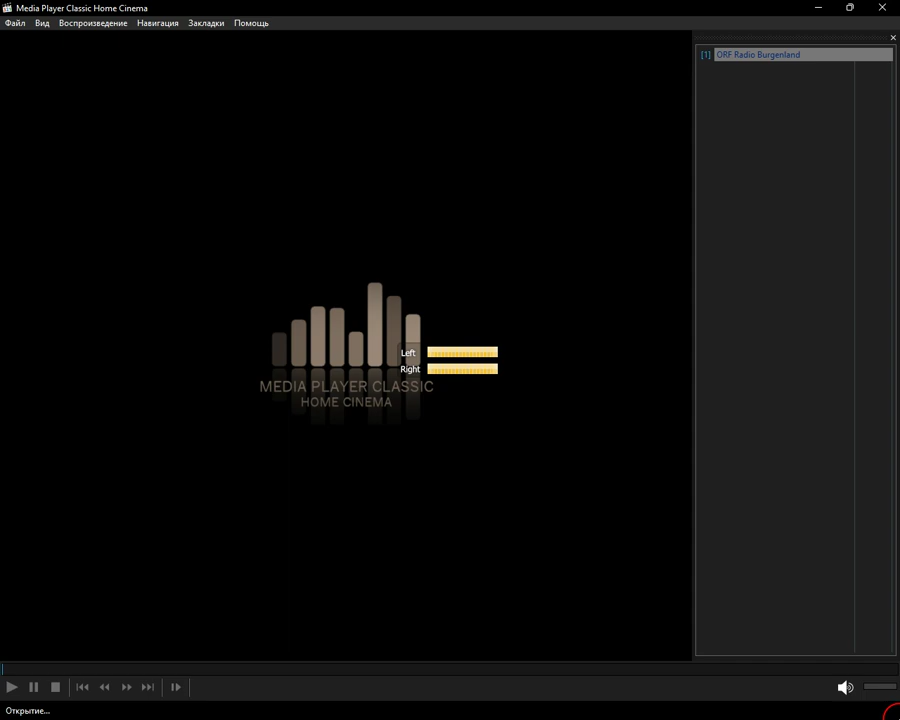 Media Player Classic Home Cinema
Файл Вид Воспроизведение Навигация Закладки Помощь
[1] ORF Radio Burgenland
Left
Right
MEDIA PLAYER CLASSIC
HOME CINEMA
Открытие...